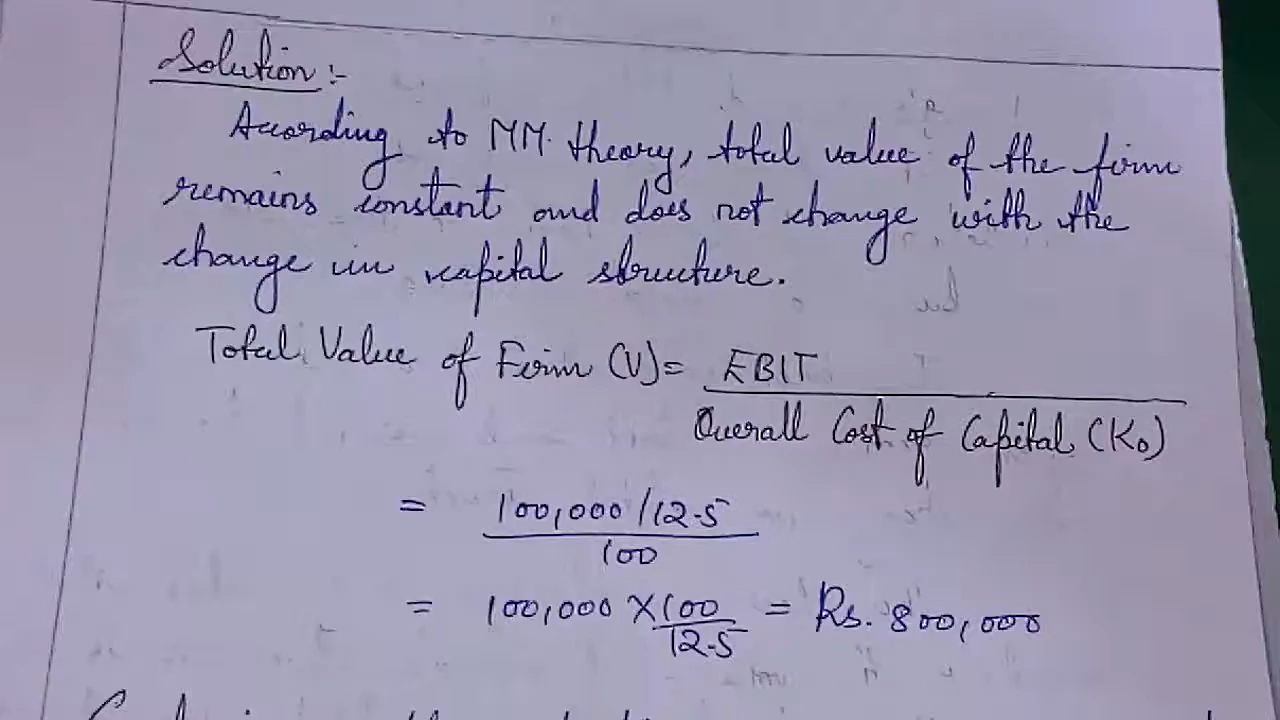 Solution :-
According to MM theory, total value of the firm
remains constant and does not change with the
change in capital structure.
Total Value of Firm (V) = EBIT
Overall Cost of Capital (Ko)
= 100,000 / 12.5
100
= 100,000 × 100 = Rs. 800,000
12.5